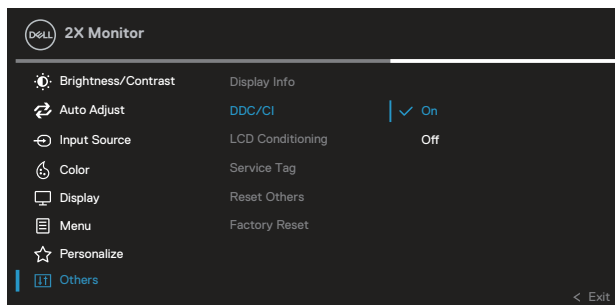 DELL 2X Monitor
Brightness/Contrast
Auto Adjust
Input Source
Color
Display
Menu
Personalize
Others
Display Info
DDC/CI
LCD Conditioning
Service Tag
Reset Others
Factory Reset
On
Off
< Exit